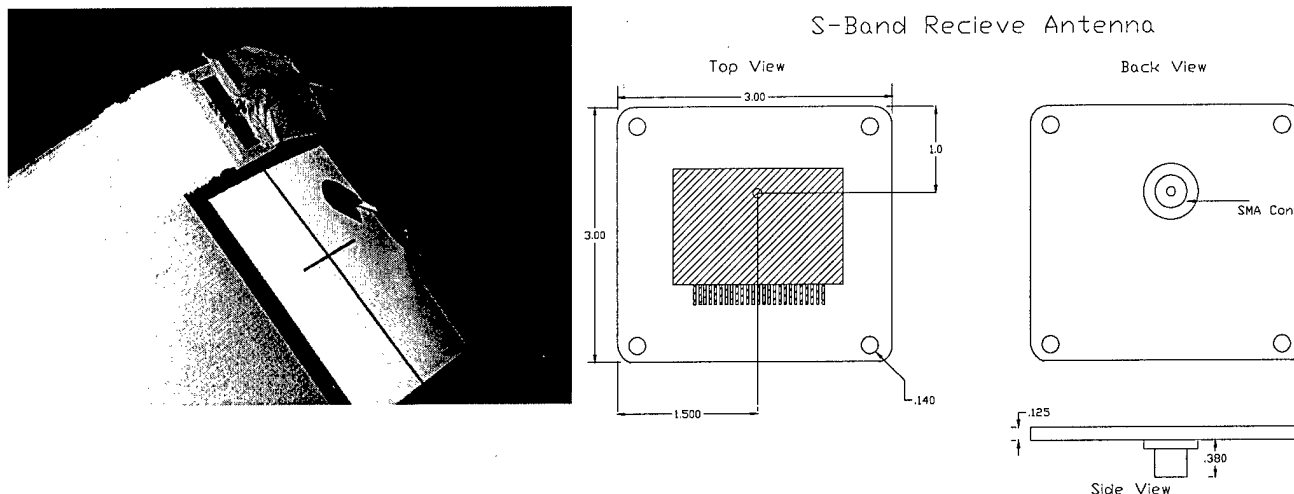 S-Band Recieve Antenna
Top View
Back View
3.00
1.0
3.00
SMA Con
.140
1.500
.125
.380
Side View